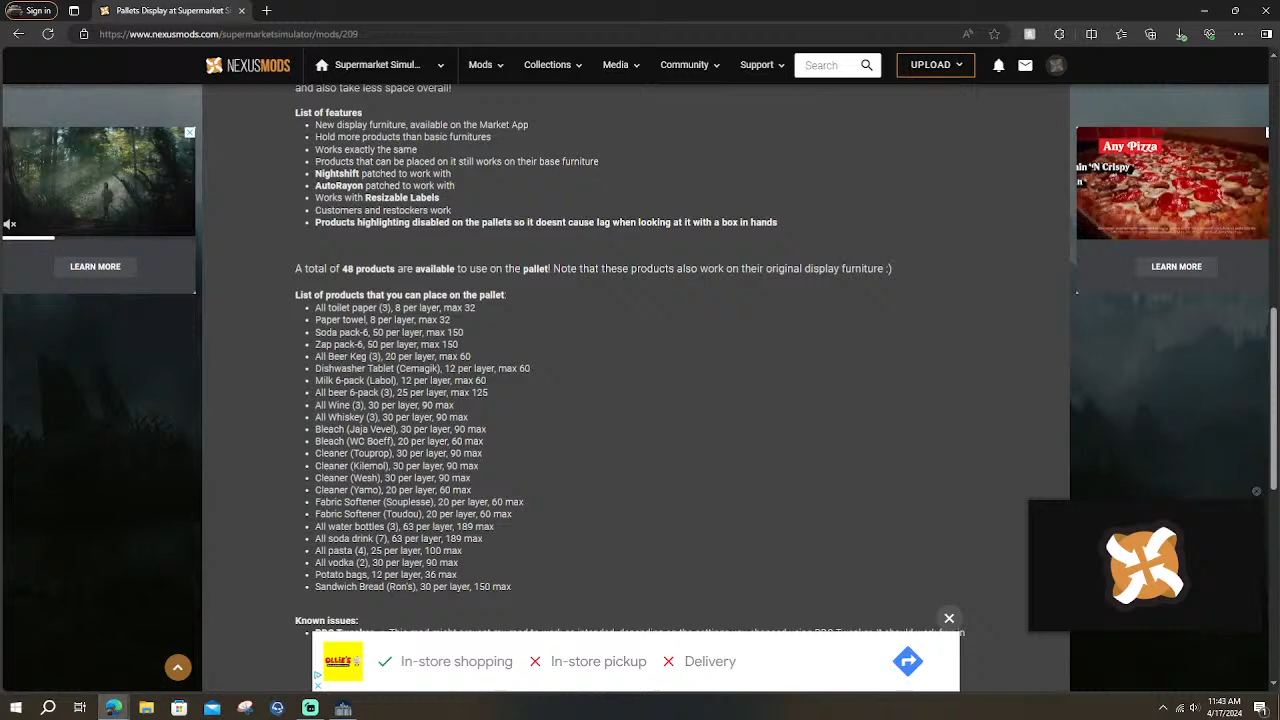 Sign in
Pallets Display at Supermarket Si
https://www.nexusmods.com/supermarketsimulator/mods/209
NEXUSMODS
Supermarket Simul...
Mods
Collections
Media
Community
Support
Search
UPLOAD
and also take less space overall!
List of features
New display furniture, available on the Market App
Hold more products than basic furnitures
Works exactly the same
Products that can be placed on it still works on their base furniture
Nightshift patched to work with
AutoRayon patched to work with
Works with Resizable Labels
Customers and restockers work
Products highlighting disabled on the pallets so it doesnt cause lag when looking at it with a box in hands
A total of 48 products are available to use on the pallet! Note that these products also work on their original display furniture :)
List of products that you can place on the pallet:
All toilet paper (3), 8 per layer, max 32
Paper towel, 8 per layer, max 32
Soda pack-6, 50 per layer, max 150
Zap pack-6, 50 per layer, max 150
All Beer Keg (3), 20 per layer, max 60
Dishwasher Tablet (Cemagik), 12 per layer, max 60
Milk 6-pack (Labol), 12 per layer, max 60
All beer 6-pack (3), 25 per layer, max 125
All Wine (3), 30 per layer, 90 max
All Whiskey (3), 30 per layer, 90 max
Bleach (Jaja Vevel), 30 per layer, 90 max
Bleach (WC Boeff), 20 per layer, 60 max
Cleaner (Touprop), 30 per layer, 90 max
Cleaner (Kilemol), 30 per layer, 90 max
Cleaner (Wesh), 30 per layer, 90 max
Cleaner (Yamo), 20 per layer, 60 max
Fabric Softener (Souplesse), 20 per layer, 60 max
Fabric Softener (Toudou), 20 per layer, 60 max
All water bottles (3), 63 per layer, 189 max
All soda drink (7), 63 per layer, 189 max
All pasta (4), 25 per layer, 100 max
All vodka (2), 30 per layer, 90 max
Potato bags, 12 per layer, 36 max
Sandwich Bread (Ron's), 30 per layer, 150 max
Known issues:
LEARN MORE
Any Pizza
'N Crispy
LEARN MORE
OLLIE'S
In-store shopping
In-store pickup
Delivery
11:43 AM
4/17/2024